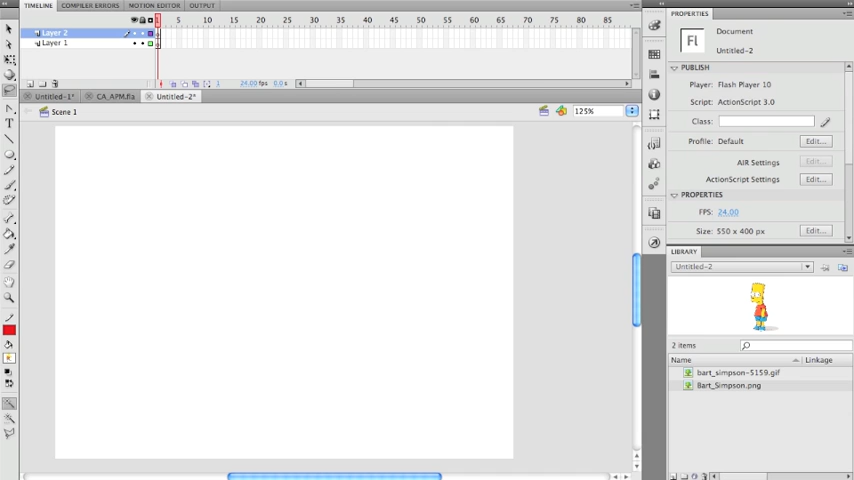 TIMELINE COMPILER ERRORS MOTION EDITOR OUTPUT
1 5 10 15 20 25 30 35 40 45 50 55 60 65 70 75 80 85
Layer 2
Layer 1
1 24.00 fps 0.0 s
Untitled-1* CA_APM.fla Untitled-2*
Scene 1 125%
PROPERTIES
Fl
Document
Untitled-2
PUBLISH
Player: Flash Player 10
Script: ActionScript 3.0
Class:
Profile: Default Edit...
AIR Settings Edit...
ActionScript Settings Edit...
PROPERTIES
FPS: 24.00
Size: 550 x 400 px Edit...
LIBRARY
Untitled-2
2 items
Name Linkage
bart_simpson-5159.gif
Bart_Simpson.png